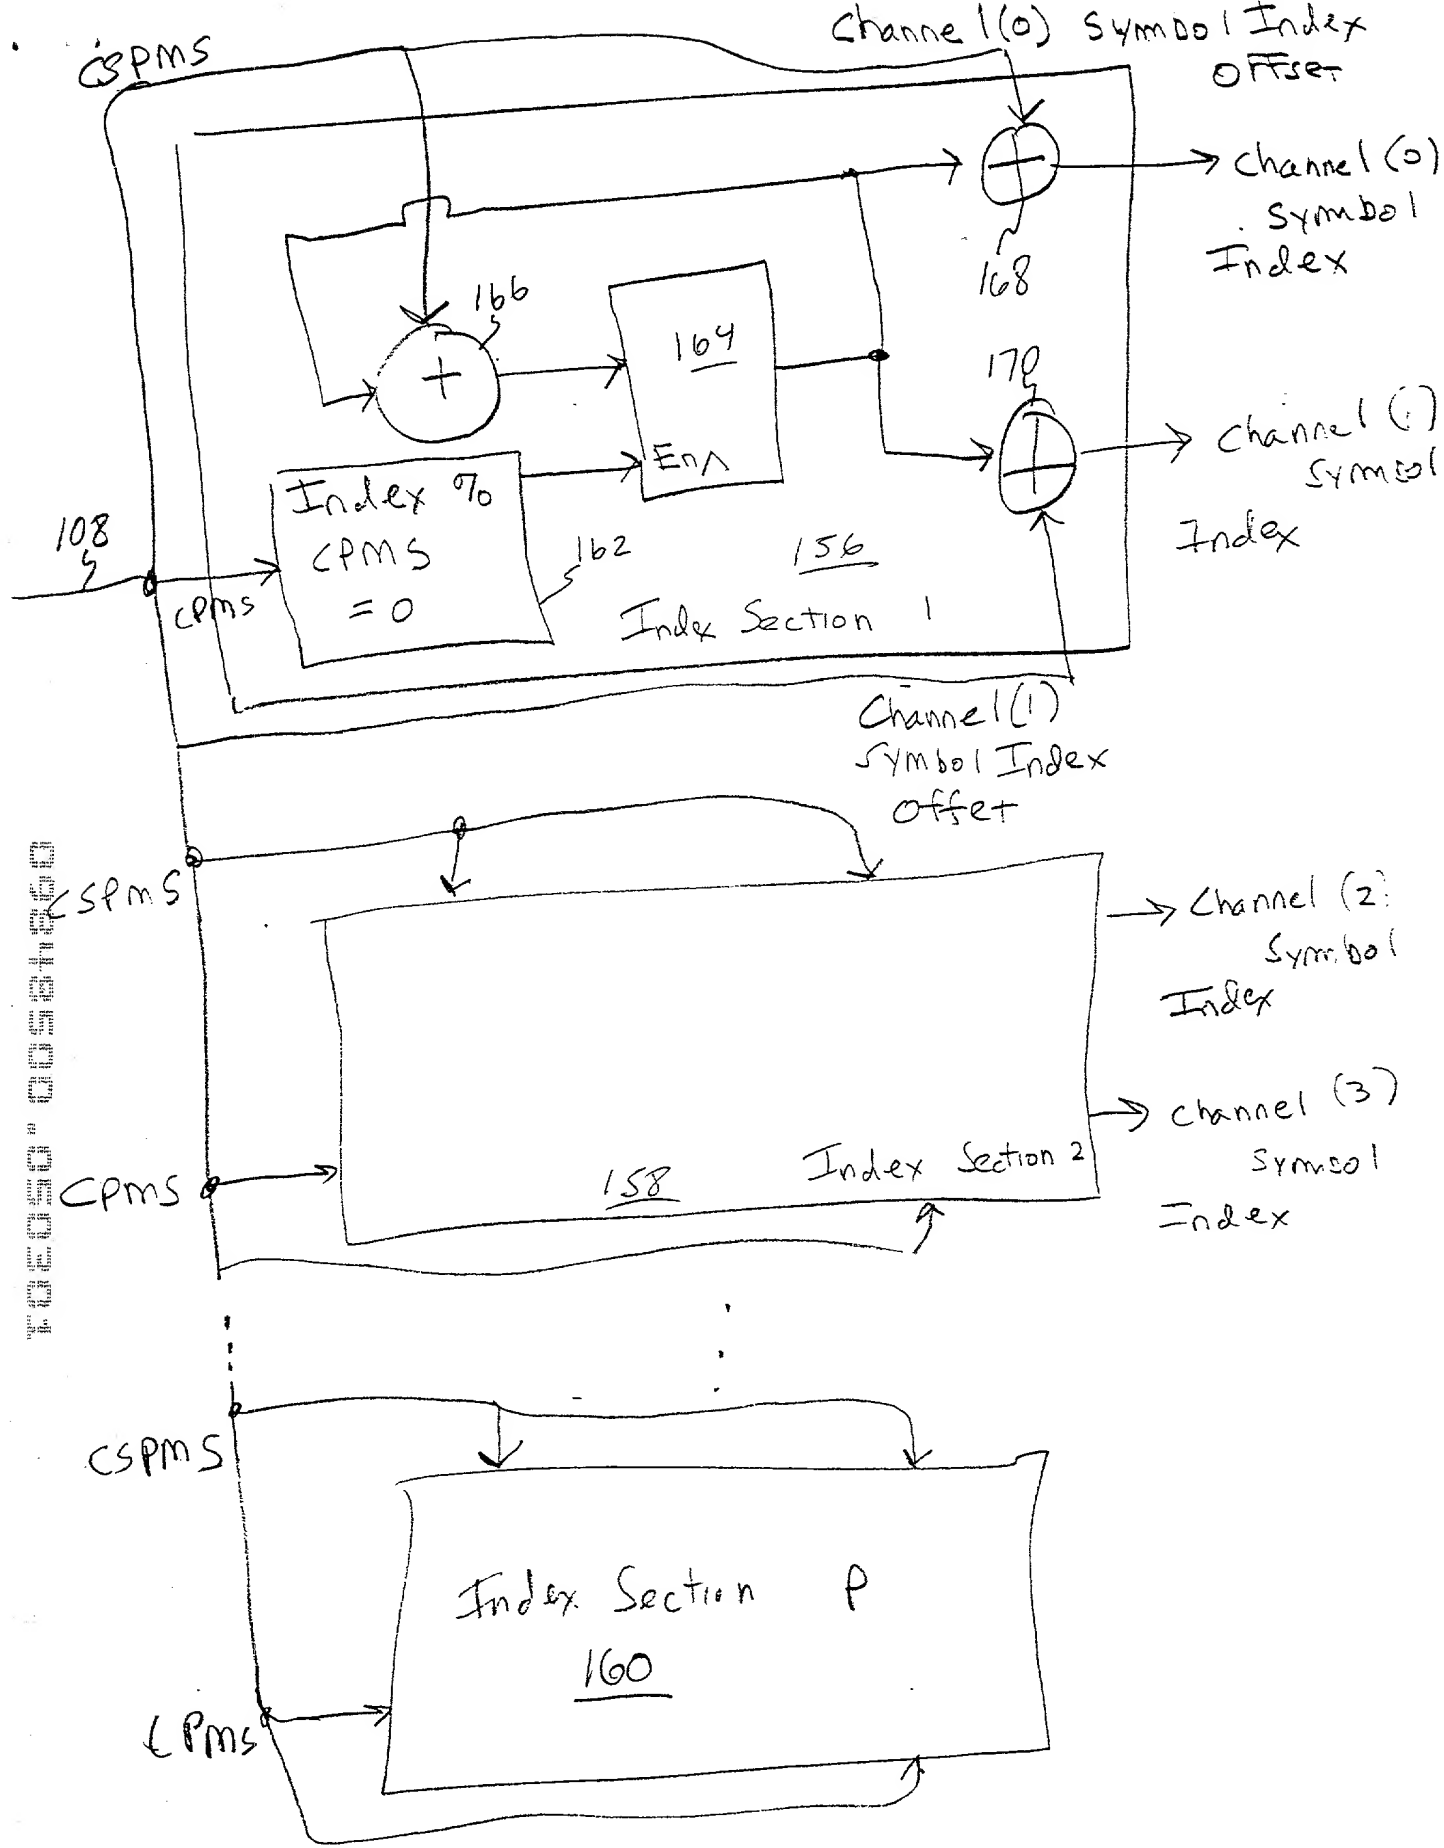 CSPMS
Channel(0) Symbol Index
Offset
Channel (0)
Symbol
Index
168
166
164
170
Channel (1)
Symbol
Index
Ena
Index %
CPMS
= 0
108
CPMS
162
156
Index Section 1
Channel(1)
Symbol Index
Offset
CSPMS
Channel (2)
Symbol
Index
Channel (3)
Symbol
Index
CPMS
158
Index Section 2
CSPMS
Index Section P
160
CPMS